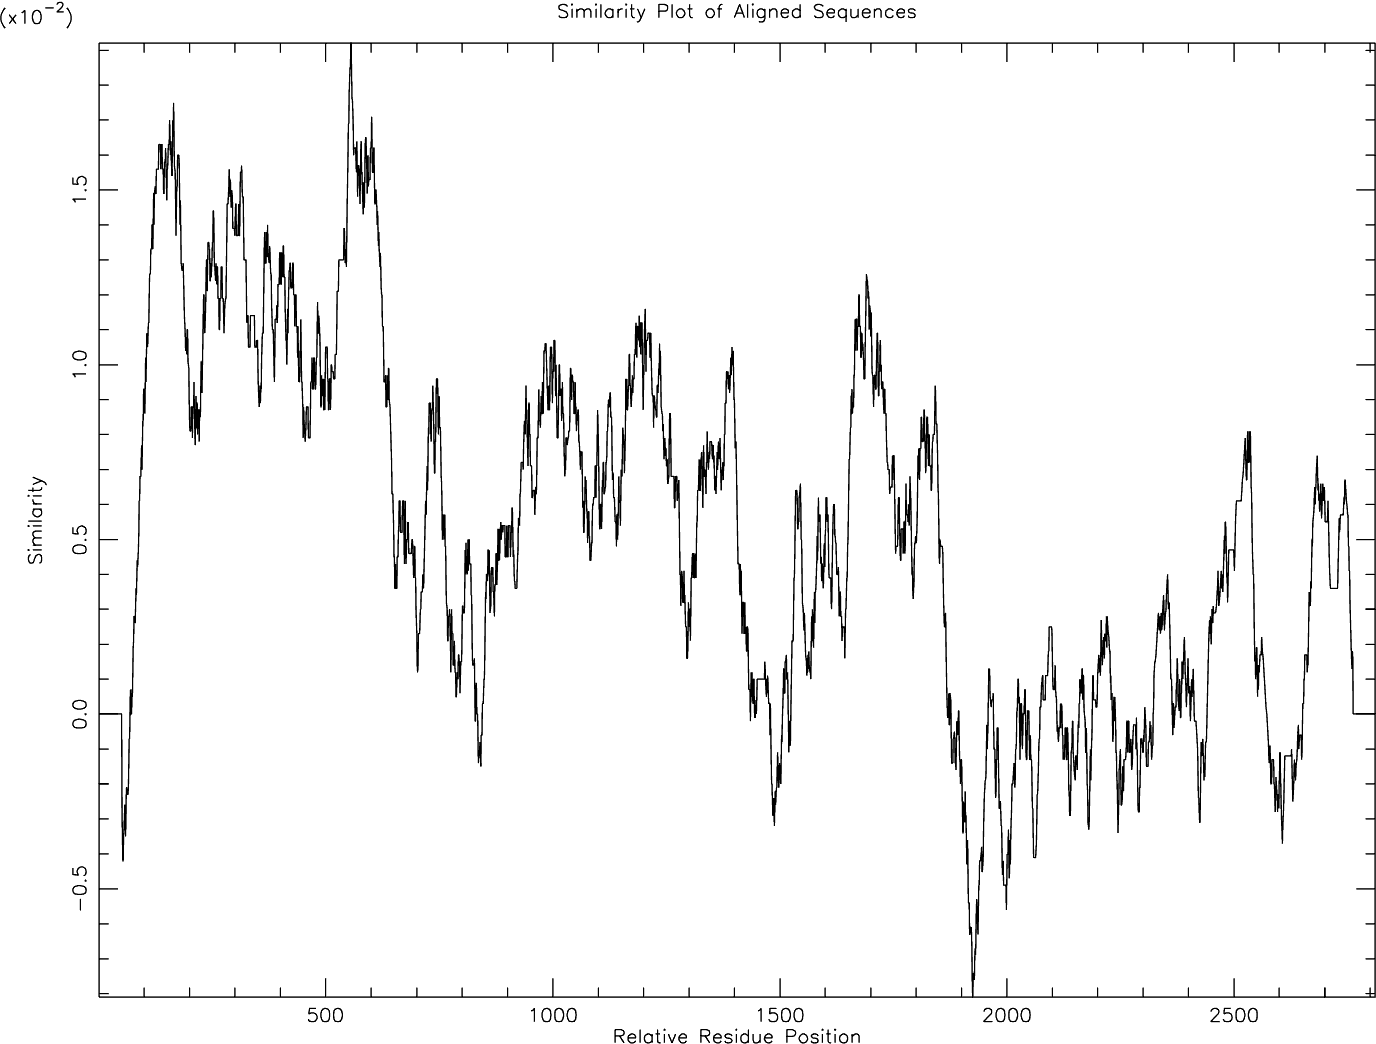 (x10-2)
Similarity Plot of Aligned Sequences
1.5
1.0
0.5
0.0
-0.5
Similarity
500 1000 1500 2000 2500
Relative Residue Position